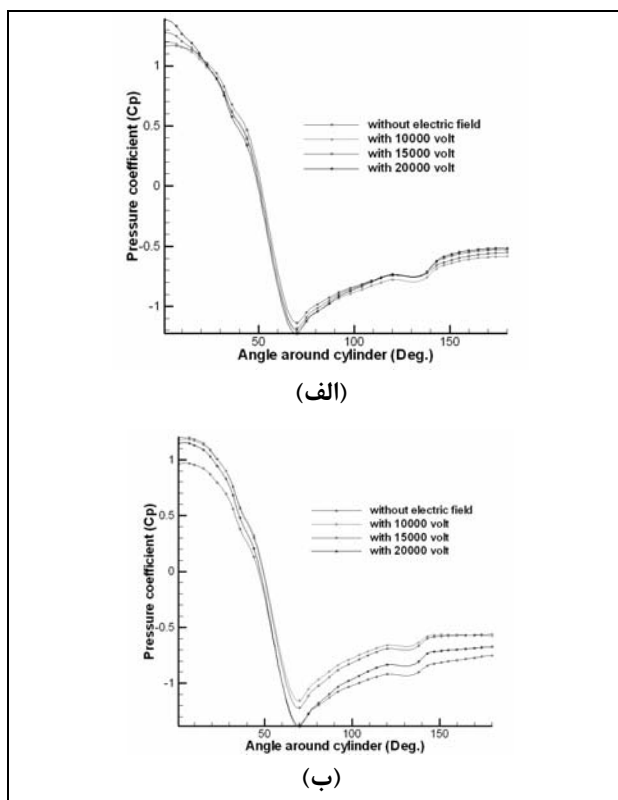 1
0.5
0
-0.5
-1
Pressure coefficient (Cp)
without electric field
with 10000 volt
with 15000 volt
with 20000 volt
50
100
150
Angle around cylinder (Deg.)
(الف)
1
0.5
0
-0.5
-1
Pressure coefficient (Cp)
without electric field
with 10000 volt
with 15000 volt
with 20000 volt
50
100
150
Angle around cylinder (Deg.)
(ب)